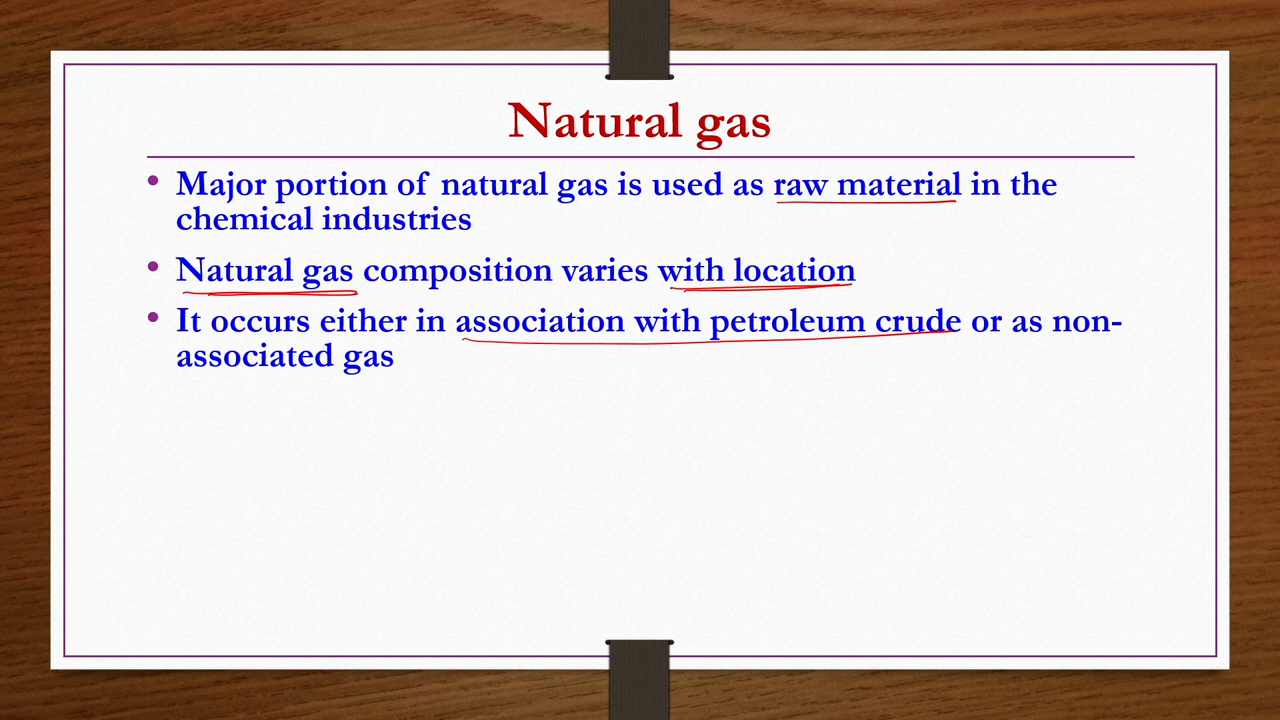 Natural gas
• Major portion of natural gas is used as raw material in the
chemical industries
• Natural gas composition varies with location
• It occurs either in association with petroleum crude or as non-
associated gas